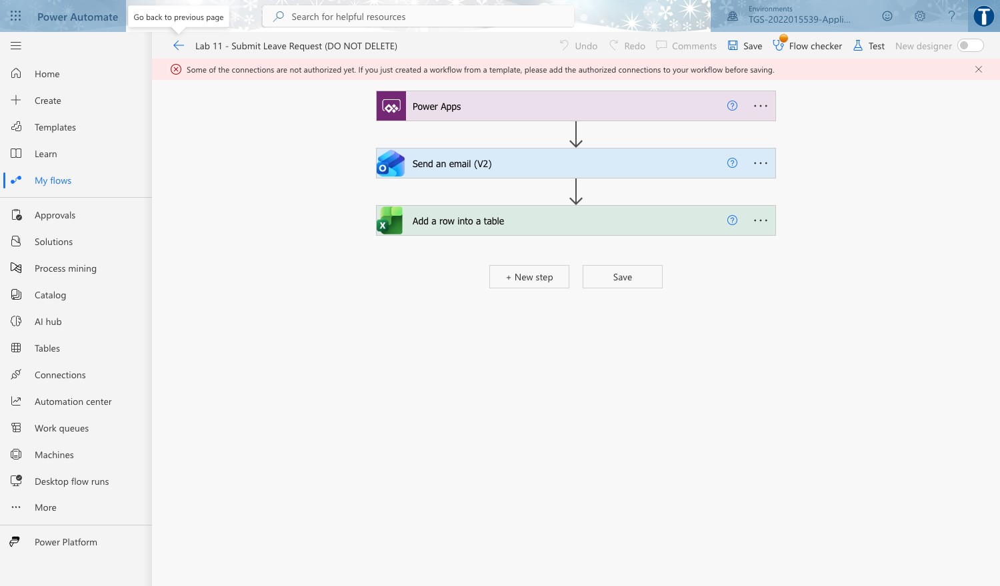 Power Automate
Go back to previous page
Search for helpful resources
Environments
TGS-2022015539-Appli...
Lab 11 - Submit Leave Request (DO NOT DELETE)
Undo
Redo
Comments
Save
Flow checker
Test
New designer
Some of the connections are not authorized yet. If you just created a workflow from a template, please add the authorized connections to your workflow before saving.
Home
Create
Templates
Learn
My flows
Approvals
Solutions
Process mining
Catalog
AI hub
Tables
Connections
Automation center
Work queues
Machines
Desktop flow runs
More
Power Platform
Power Apps
Send an email (V2)
Add a row into a table
+ New step
Save